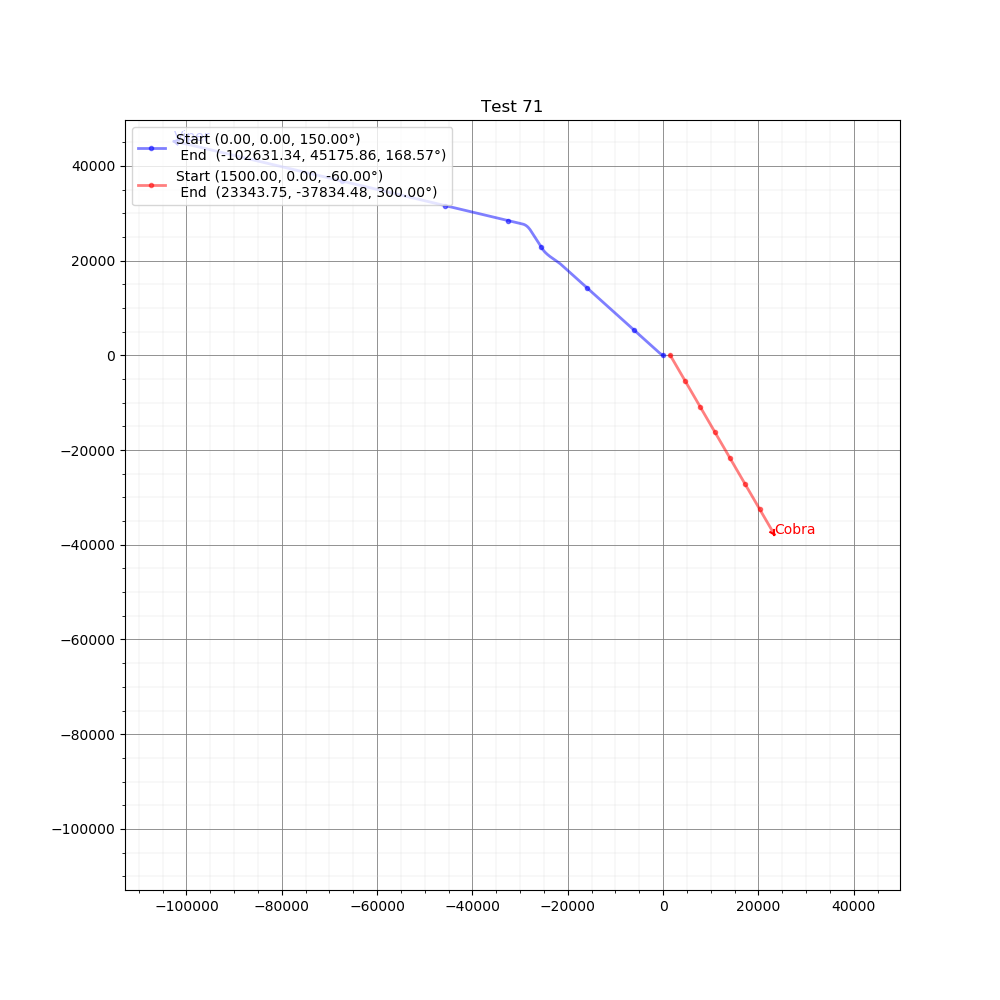 Test 71
Start (0.00, 0.00, 150.00°)
End (-102631.34, 45175.86, 168.57°)
Start (1500.00, 0.00, -60.00°)
End (23343.75, -37834.48, 300.00°)
40000
20000
0
−20000
−40000
−60000
−80000
−100000
Cobra
−100000 −80000 −60000 −40000 −20000 0 20000 40000